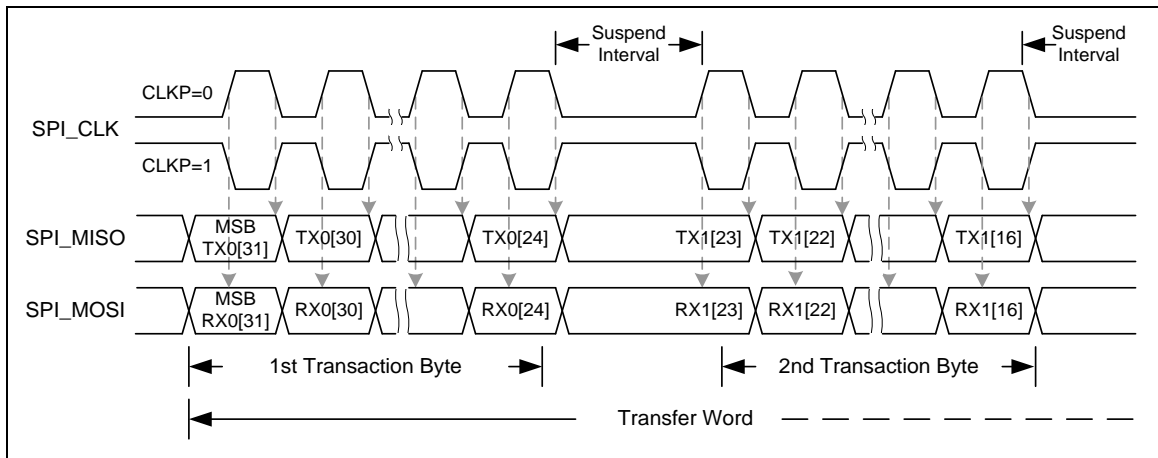 Suspend
Interval
Suspend
Interval
CLKP=0
SPI_CLK
CLKP=1
SPI_MISO
MSB
TX0[31]
TX0[30]
TX0[24]
TX1[23]
TX1[22]
TX1[16]
SPI_MOSI
MSB
RX0[31]
RX0[30]
RX0[24]
RX1[23]
RX1[22]
RX1[16]
1st Transaction Byte
2nd Transaction Byte
Transfer Word